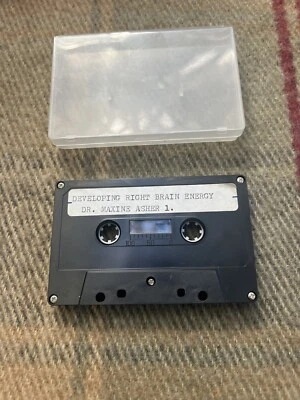 DEVELOPING RIGHT BRAIN ENERGY
DR. MAXINE ASHER 1.